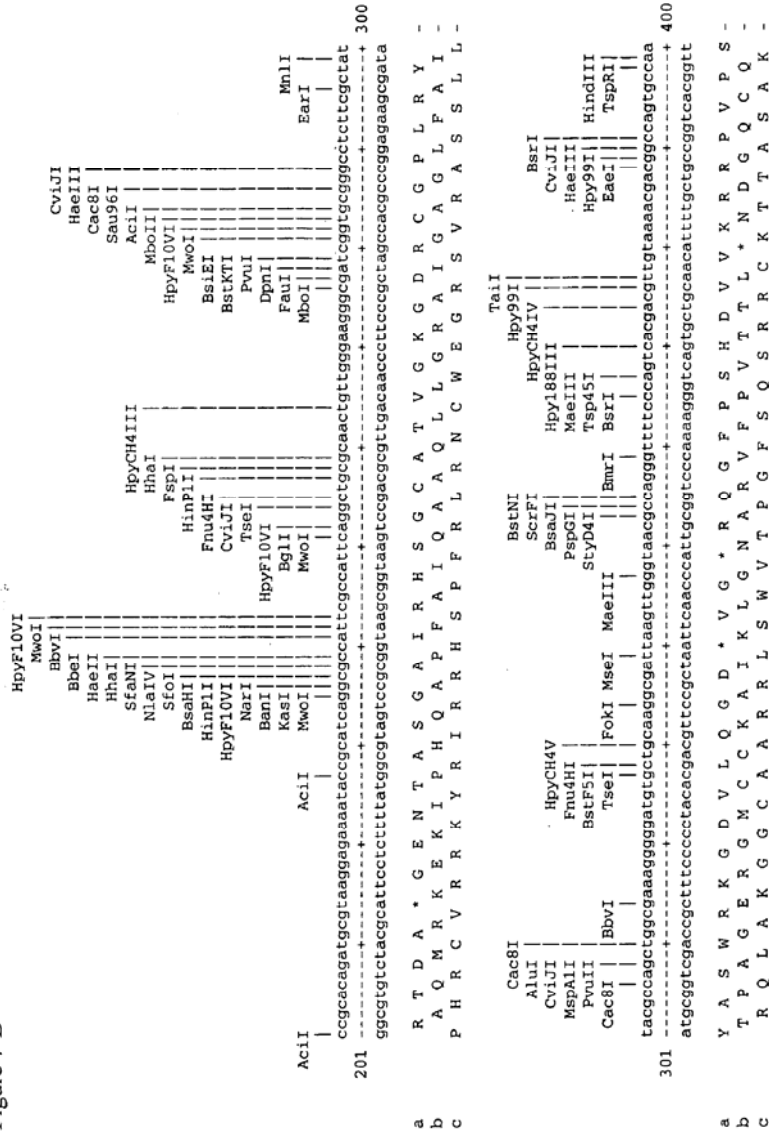 HpyF10VI
MwoI
BbvI CviJI
BbeI HaeIII
HaeII Cac8I
HhaI Sau96I
SfaNI HpyCH4III AciI
NlaIV HhaI MboII
SfoI FspI HpyF10VI
BsaHI HinP1I MwoI
HinP1I Fnu4HI BsiEI
HpyF10VI CviJI BstKTI
NarI TseI PvuI
BanI HpyF10VI DpnI
KasI BglI FauI MnlI
AciI AciI MwoI MwoI MboI EarI
ccgcacagatgcgtaaggagaaaataccgcatcaggcgccattcgccattcaggctgcgcaactgttgggaagggcgatcggtgcgggcctcttcgctat
201 ---------+---------+---------+---------+---------+---------+---------+---------+---------+---------+ 300
ggcgtgtctacgcattcctcttttatggcgtagtccgcggtaagcggtaagtccgacgcgttgacaacccttcccgctagccacgcccggagaagcgata
a R T D A * G E N T A S G A I R H S G C A T V G K G D R C G P L R Y -
b A Q M R K E K I P H Q A P F A I Q A A Q L L G R A I G A G L F A I -
c P H R C V R R K Y R I R R H S P F R L R N C W E G R S V R A S S L L -
Cac8I BstNI TaiI
AluI ScrFI Hpy99I BsrI
CviJI HpyCH4V BsaJI HpyCH4IV CviJI
MspA1I Fnu4HI PspGI Hpy188III HaeIII
PvuII BstF5I StyD4I MaeIII Hpy99I HindIII
Cac8I BbvI TseI FokI MseI MaeIII BmrI Tsp45I BsrI EaeI TspRI
tacgccagctggcgaaagggggatgtgctgcaaggcgattaagttgggtaacgccagggttttcccagtcacgacgttgtaaaacgacggccagtgccaa
301 ---------+---------+---------+---------+---------+---------+---------+---------+---------+---------+ 400
atgcggtcgaccgctttccccctacacgacgttccgctaattcaacccattgcggtcccaaaagggtcagtgctgcaacattttgctgccggtcacggtt
a Y A S W R K G D V L Q G D * V G * R Q G F P S H D V V K R R P V P S -
b T P A G E R G M C C K A I K L G N A R V F P V T T L * N D G Q C Q -
c R Q L A K G G C A A R R L S W V T P G F S Q S R R C K T T A S A K -